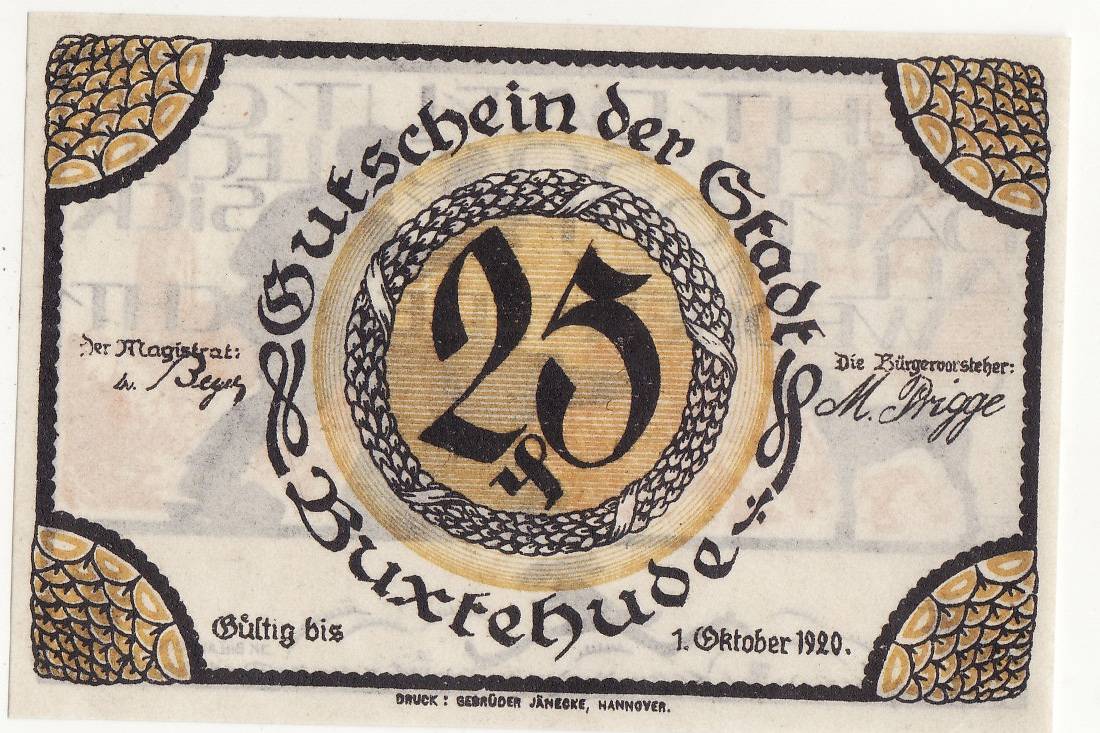 Gutschein der Stadt
Buxtehude
25
₰
Der Magistrat:
Die Bürgervorsteher:
M. Prigge
Gültig bis
1. Oktober 1920.
DRUCK: GEBRÜDER JÄNECKE, HANNOVER.